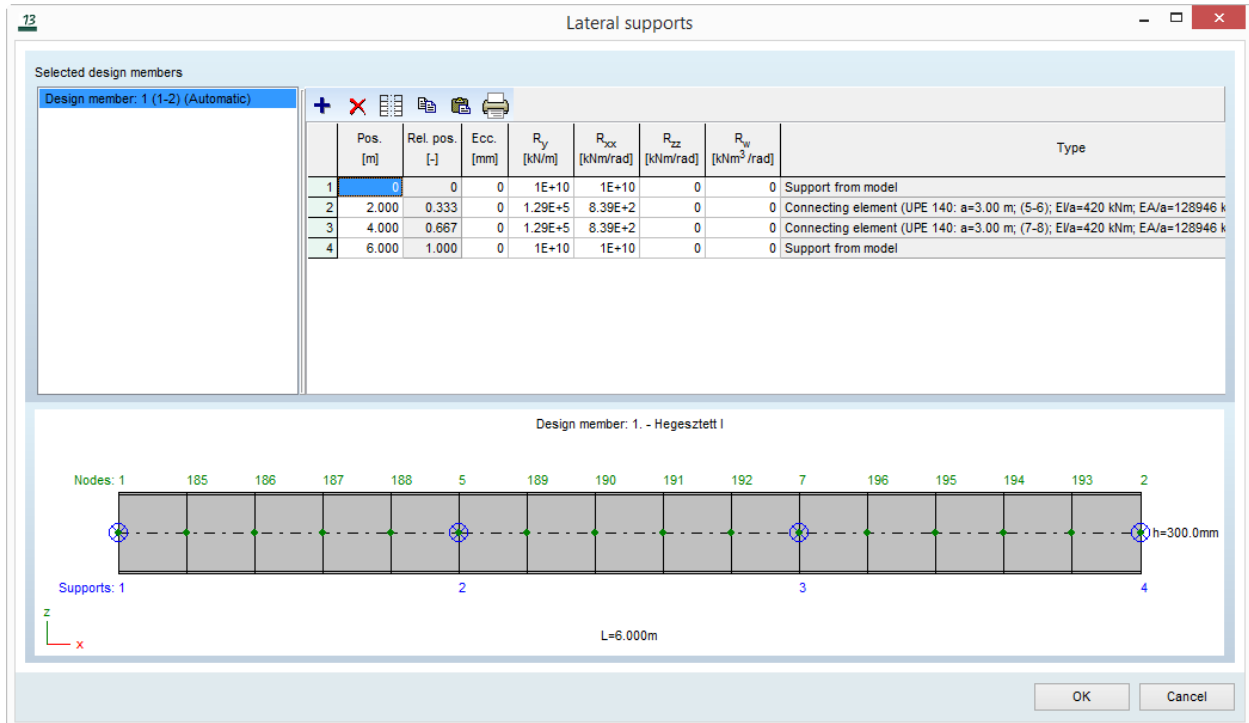 13
Lateral supports
Selected design members
Design member: 1 (1-2) (Automatic)
Pos. [m] Rel. pos. [-] Ecc. [mm] Ry [kN/m] Rxx [kNm/rad] Rzz [kNm/rad] Rw [kNm³/rad] Type
1 0 0 0 1E+10 1E+10 0 0 Support from model
2 2.000 0.333 0 1.29E+5 8.39E+2 0 0 Connecting element (UPE 140: a=3.00 m; (5-6); EI/a=420 kNm; EA/a=128946 k
3 4.000 0.667 0 1.29E+5 8.39E+2 0 0 Connecting element (UPE 140: a=3.00 m; (7-8); EI/a=420 kNm; EA/a=128946 k
4 6.000 1.000 0 1E+10 1E+10 0 0 Support from model
Design member: 1. - Hegesztett I
Nodes: 1 185 186 187 188 5 189 190 191 192 7 196 195 194 193 2
h=300.0mm
Supports: 1 2 3 4
z
x
L=6.000m
OK Cancel